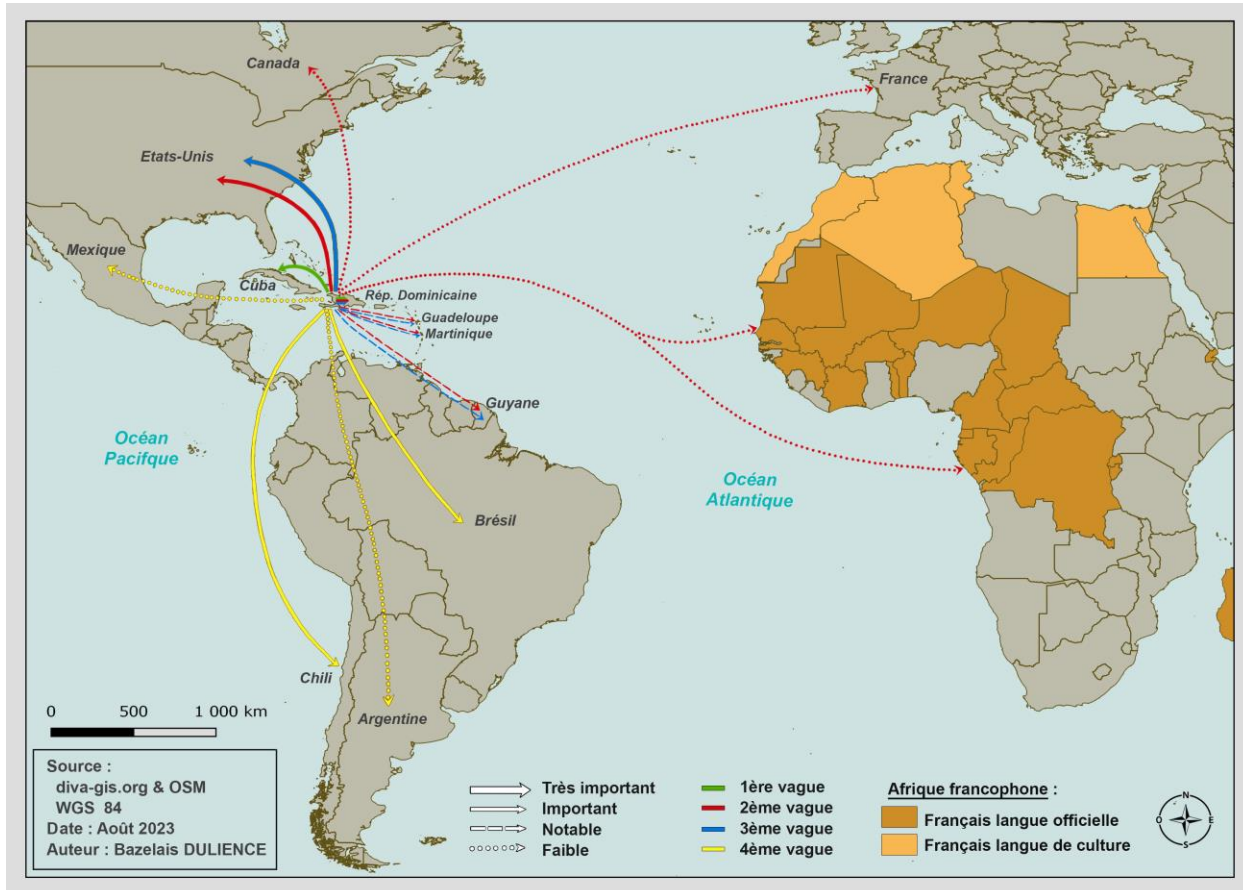 Canada
France
Etats-Unis
Mexique
Cuba
Rép. Dominicaine
Guadeloupe
Martinique
Guyane
Océan
Pacifque
Océan
Atlantique
Brésil
Chili
Argentine
0 500 1 000 km
Source :
diva-gis.org & OSM
WGS 84
Date : Août 2023
Auteur : Bazelais DULIENCE
Très important
Important
Notable
Faible
1ère vague
2ème vague
3ème vague
4ème vague
Afrique francophone :
Français langue officielle
Français langue de culture
N
O E
S